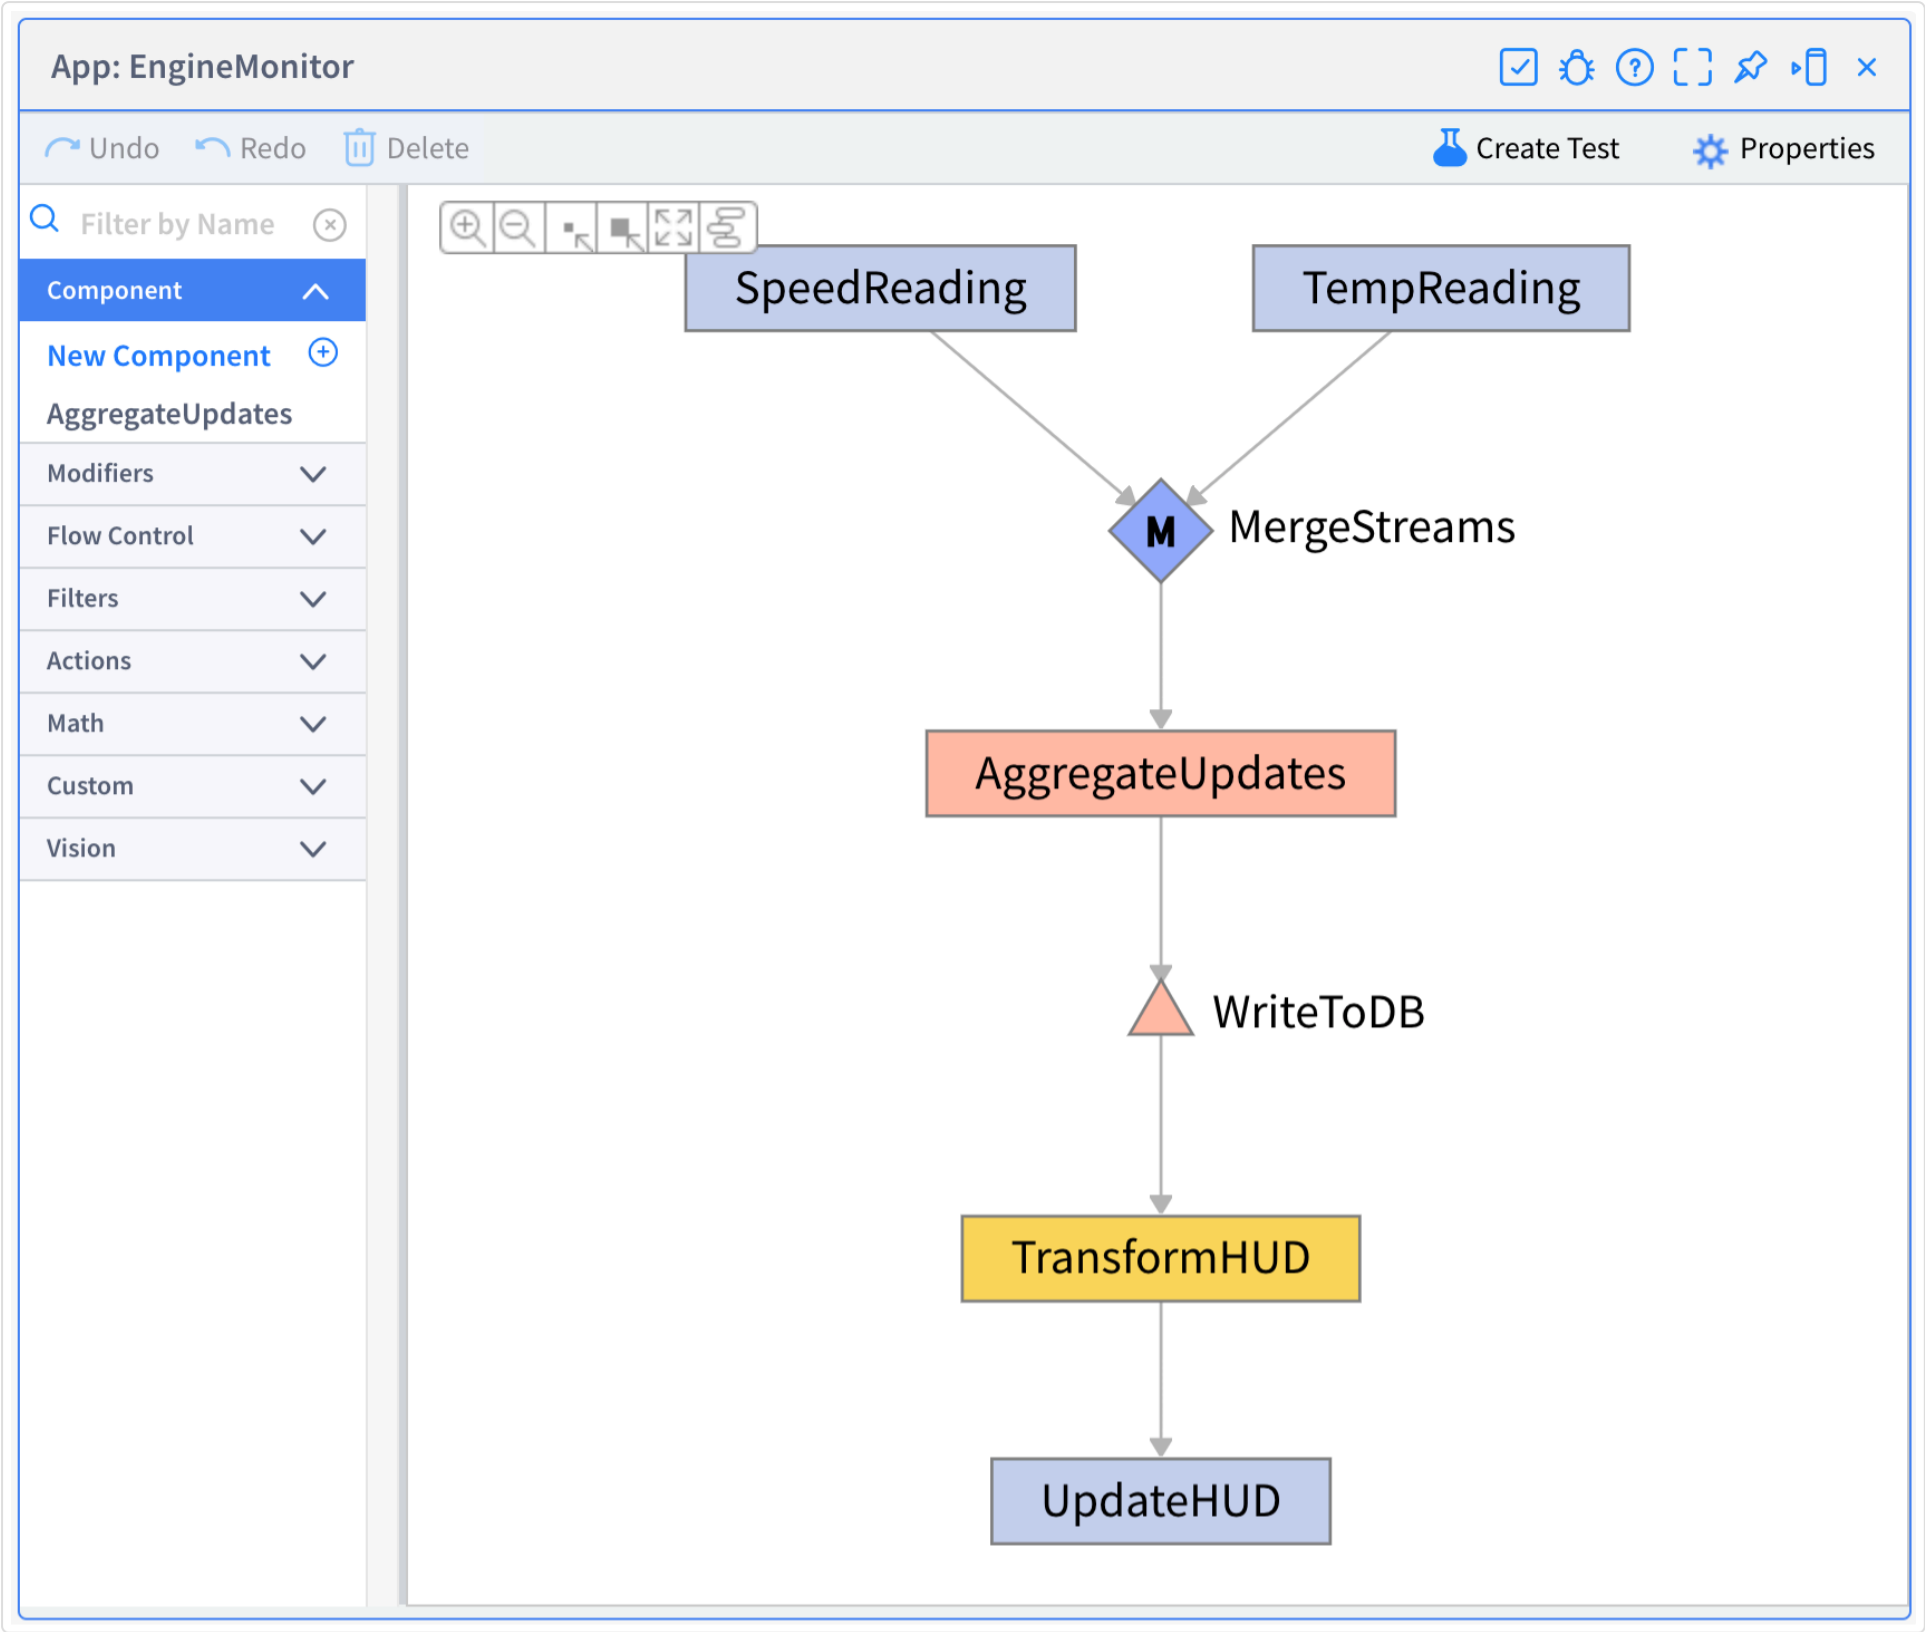 App: EngineMonitor
Undo
Redo
Delete
Create Test
Properties
Filter by Name
Component
New Component
AggregateUpdates
Modifiers
Flow Control
Filters
Actions
Math
Custom
Vision
SpeedReading
TempReading
M
MergeStreams
AggregateUpdates
WriteToDB
TransformHUD
UpdateHUD